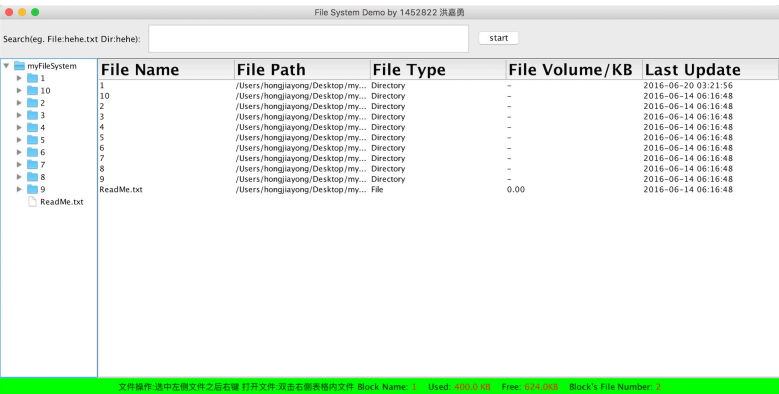 File System Demo by 1452822 洪嘉勇
Search(eg. File:hehe.txt Dir:hehe): start
myFileSystem
1
10
2
3
4
5
6
7
8
9
ReadMe.txt
File Name File Path File Type File Volume/KB Last Update
1 /Users/hongjiayong/Desktop/my... Directory – 2016-06-20 03:21:56
10 /Users/hongjiayong/Desktop/my... Directory – 2016-06-14 06:16:48
2 /Users/hongjiayong/Desktop/my... Directory – 2016-06-14 06:16:48
3 /Users/hongjiayong/Desktop/my... Directory – 2016-06-14 06:16:48
4 /Users/hongjiayong/Desktop/my... Directory – 2016-06-14 06:16:48
5 /Users/hongjiayong/Desktop/my... Directory – 2016-06-14 06:16:48
6 /Users/hongjiayong/Desktop/my... Directory – 2016-06-14 06:16:48
7 /Users/hongjiayong/Desktop/my... Directory – 2016-06-14 06:16:48
8 /Users/hongjiayong/Desktop/my... Directory – 2016-06-14 06:16:48
9 /Users/hongjiayong/Desktop/my... Directory – 2016-06-14 06:16:48
ReadMe.txt /Users/hongjiayong/Desktop/my... File 0.00 2016-06-14 06:16:48
文件操作:选中左侧文件之后右键 打开文件:双击右侧表格内文件 Block Name: 1 Used: 400.0 KB Free: 624.0KB Block's File Number: 2